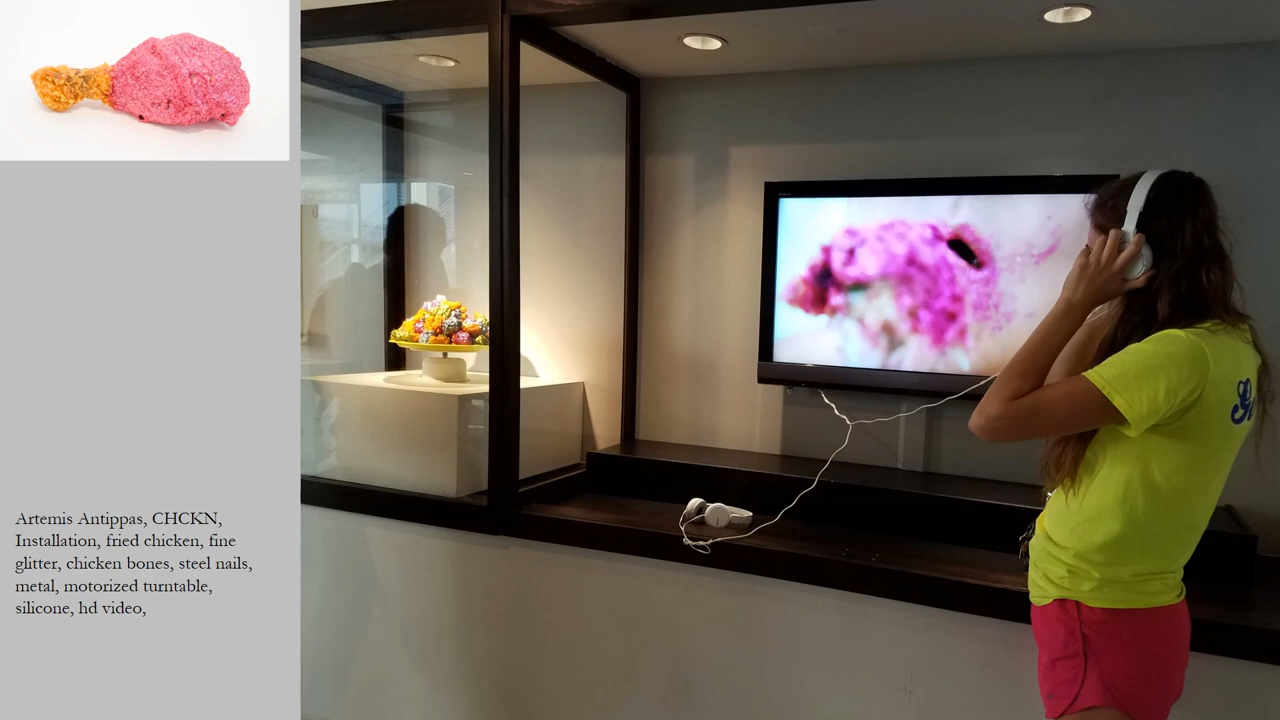 Artemis Antippas, CHCKN,
Installation, fried chicken, fine
glitter, chicken bones, steel nails,
metal, motorized turntable,
silicone, hd video,